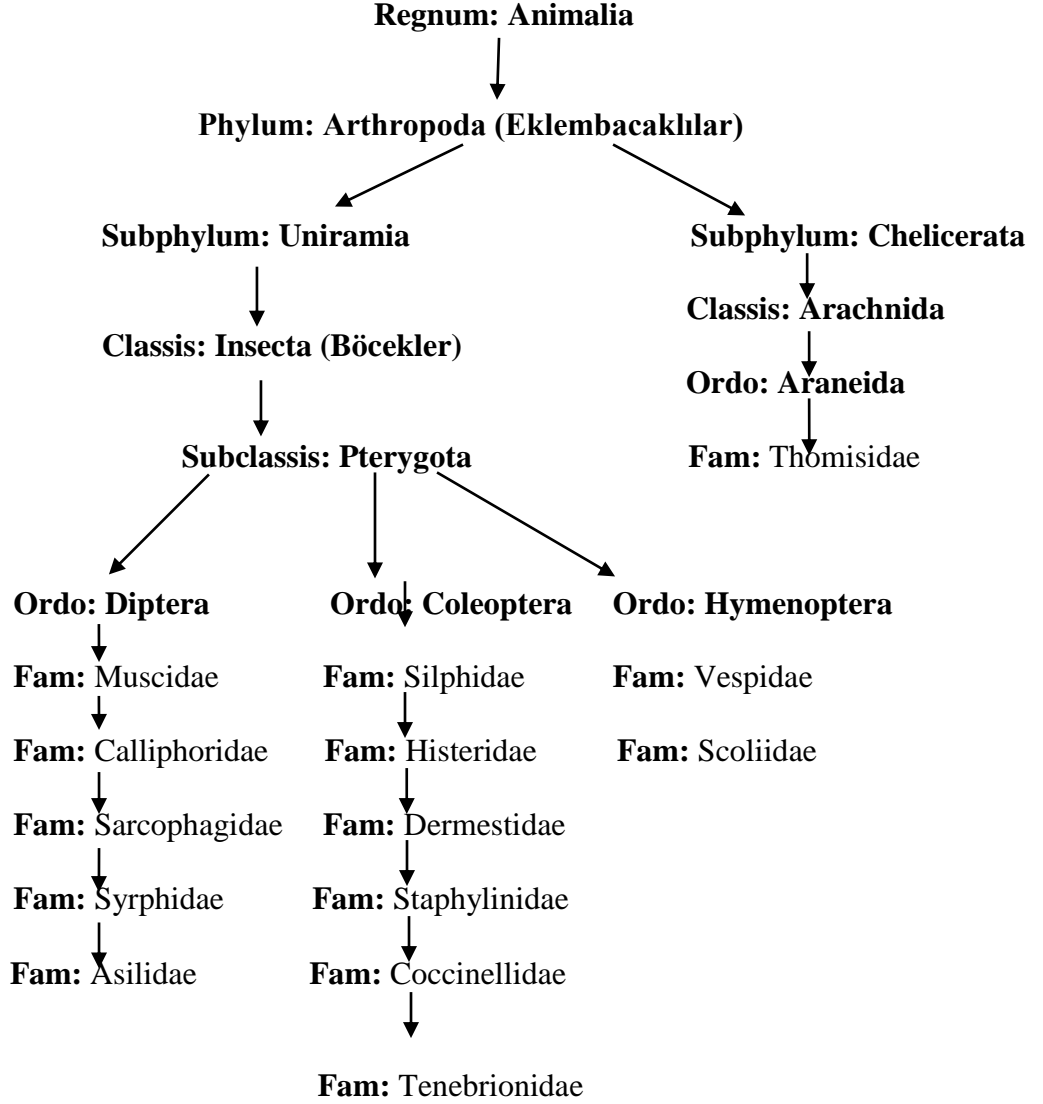 Regnum: Animalia
Phylum: Arthropoda (Eklembacaklılar)
Subphylum: Uniramia
Subphylum: Chelicerata
Classis: Arachnida
Classis: Insecta (Böcekler)
Ordo: Araneida
Subclassis: Pterygota
Fam: Thomisidae
Ordo: Diptera
Ordo: Coleoptera
Ordo: Hymenoptera
Fam: Muscidae
Fam: Silphidae
Fam: Vespidae
Fam: Calliphoridae
Fam: Histeridae
Fam: Scoliidae
Fam: Sarcophagidae
Fam: Dermestidae
Fam: Syrphidae
Fam: Staphylinidae
Fam: Asilidae
Fam: Coccinellidae
Fam: Tenebrionidae